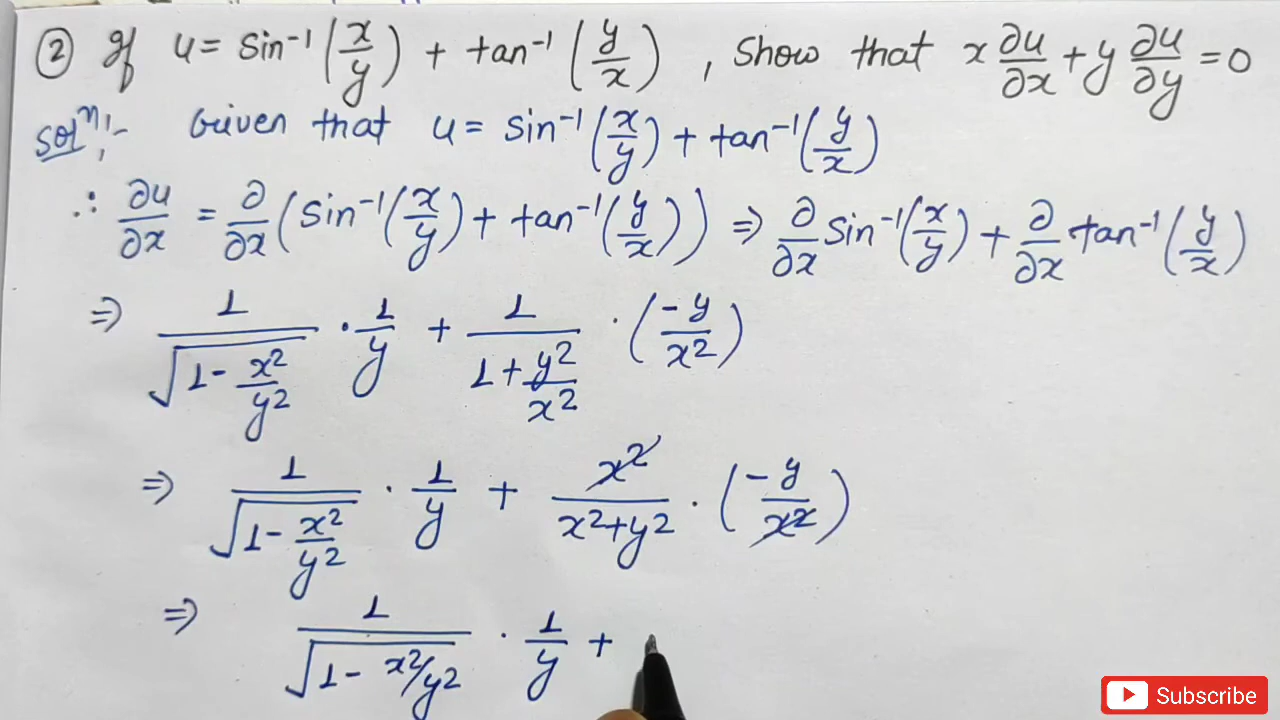 ② If u = sin⁻¹(x/y) + tan⁻¹(y/x), Show that x ∂u/∂x + y ∂u/∂y = 0
Solⁿ:- Given that u = sin⁻¹(x/y) + tan⁻¹(y/x)
∴ ∂u/∂x = ∂/∂x (sin⁻¹(x/y) + tan⁻¹(y/x)) ⇒ ∂/∂x sin⁻¹(x/y) + ∂/∂x tan⁻¹(y/x)
⇒ 1/√(1 - x²/y²) · 1/y + 1/(1 + y²/x²) · (-y/x²)
⇒ 1/√(1 - x²/y²) · 1/y + x²/(x²+y²) · (-y/x²)
⇒ 1/√(1 - x²/y²) · 1/y +
Subscribe